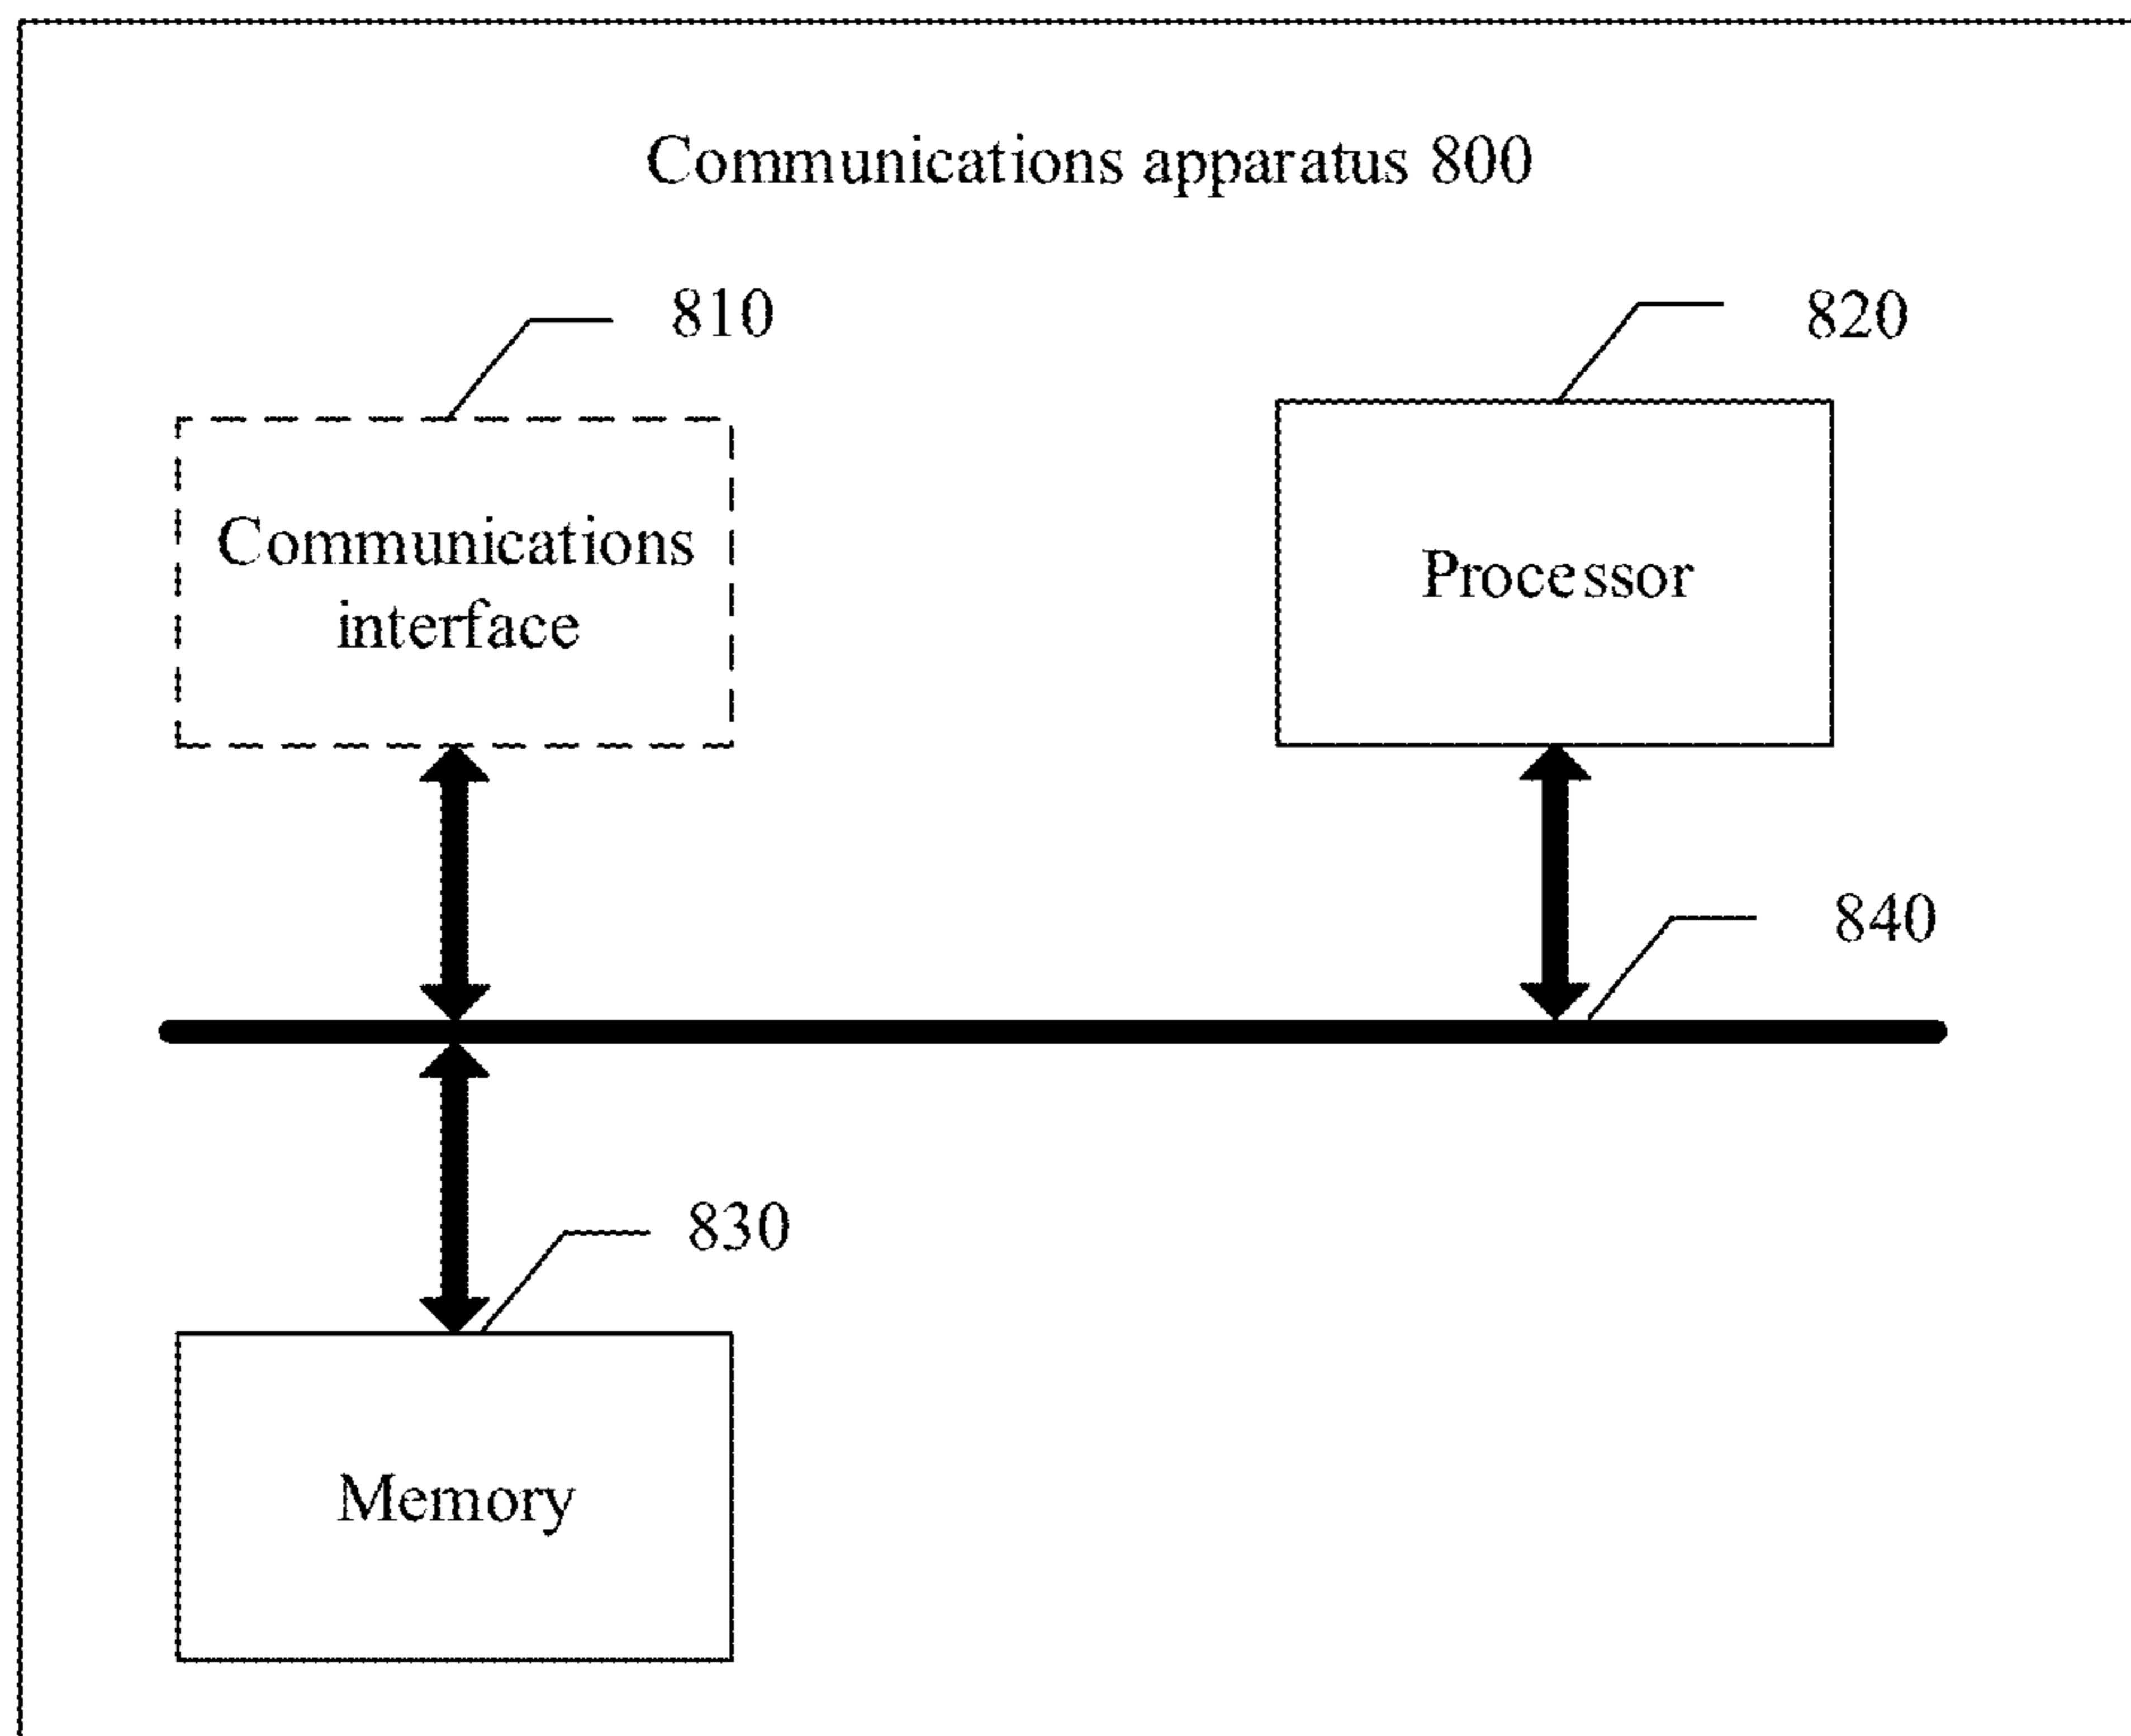 Communications apparatus 800
810
820
Communications
interface
Processor
840
830
Memory